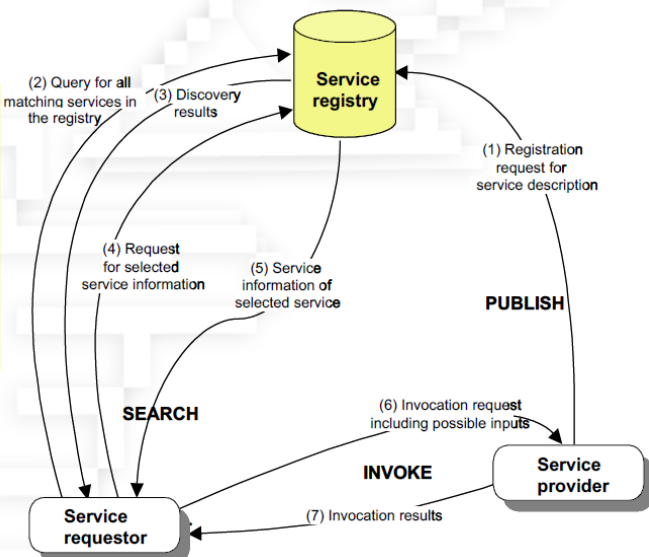 (2) Query for all
matching services in
the registry
(3) Discovery
results
Service
registry
(1) Registration
request for
service description
(4) Request
for selected
service information
(5) Service
information of
selected service
PUBLISH
SEARCH
(6) Invocation request
including possible inputs
INVOKE
Service
provider
(7) Invocation results
Service
requestor